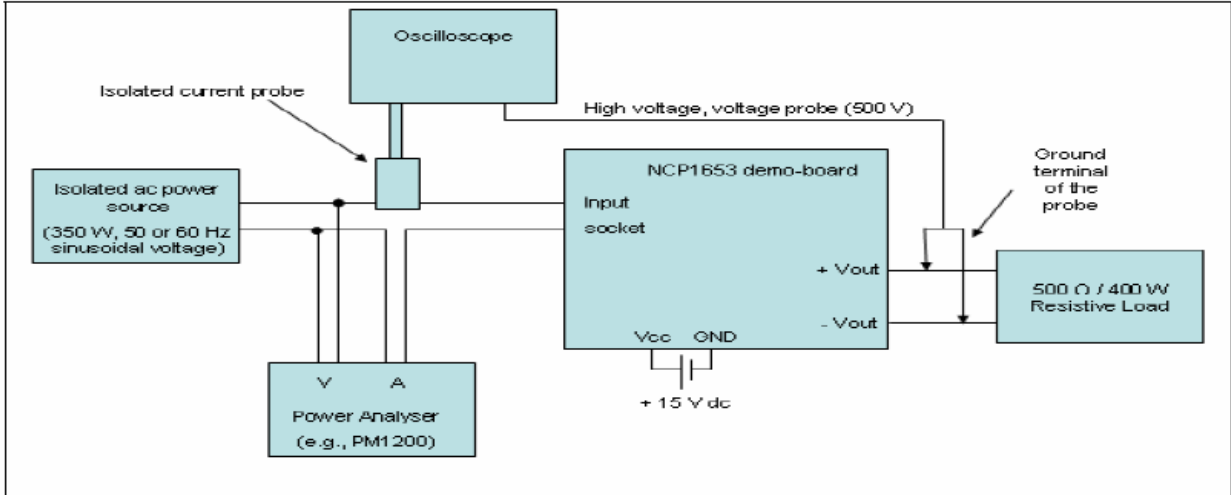 Oscilloscope
Isolated current probe
High voltage, voltage probe (500 V)
NCP1653 demo-board
Ground
terminal
of the
probe
Isolated ac power
source
(350 W, 50 or 60 Hz
sinusoidal voltage)
Input
socket
+ Vout
- Vout
500 Ω / 400 W
Resistive Load
Vcc GND
+ 15 V dc
V A
Power Analyser
(e.g., PM1200)